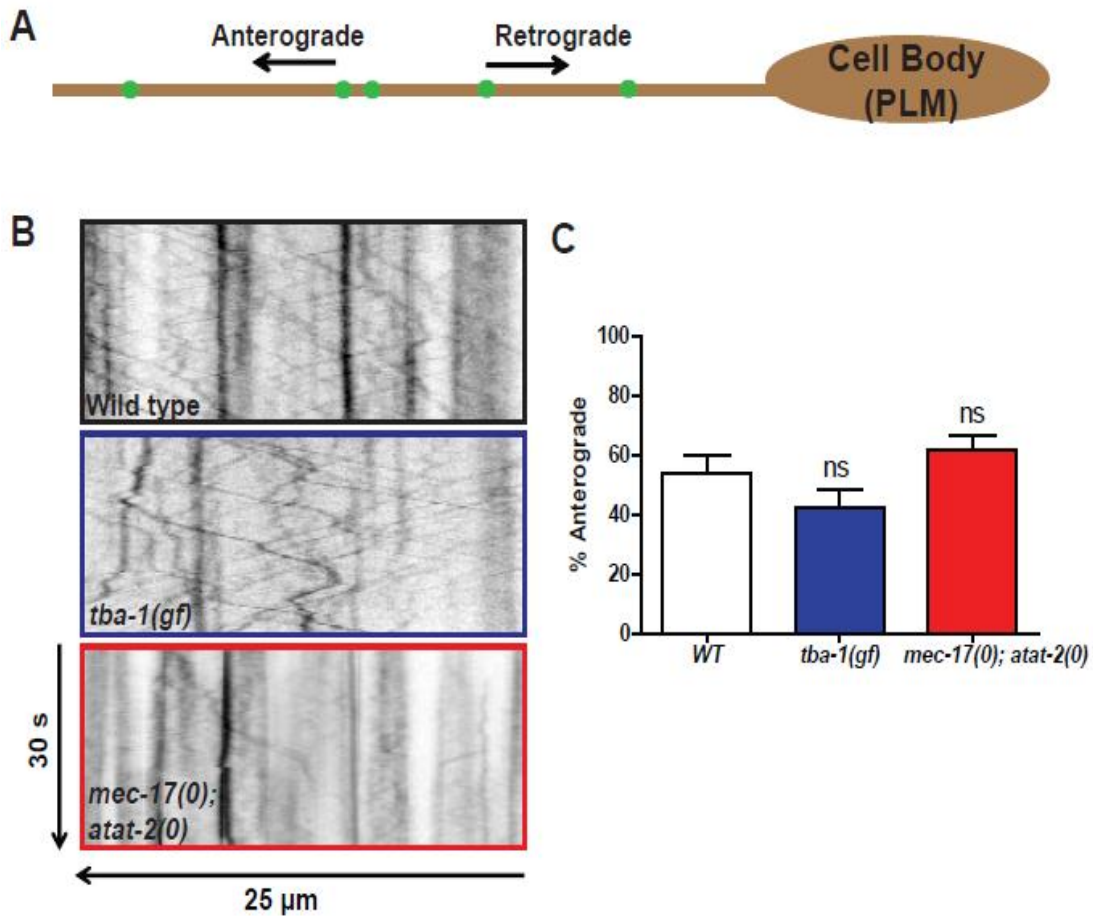 A
Anterograde
Retrograde
Cell Body
(PLM)
B
Wild type
tba-1(gf)
mec-17(0);
atat-2(0)
30 s
25 µm
C
% Anterograde
100
80
60
40
20
0
ns
ns
WT
tba-1(gf)
mec-17(0); atat-2(0)